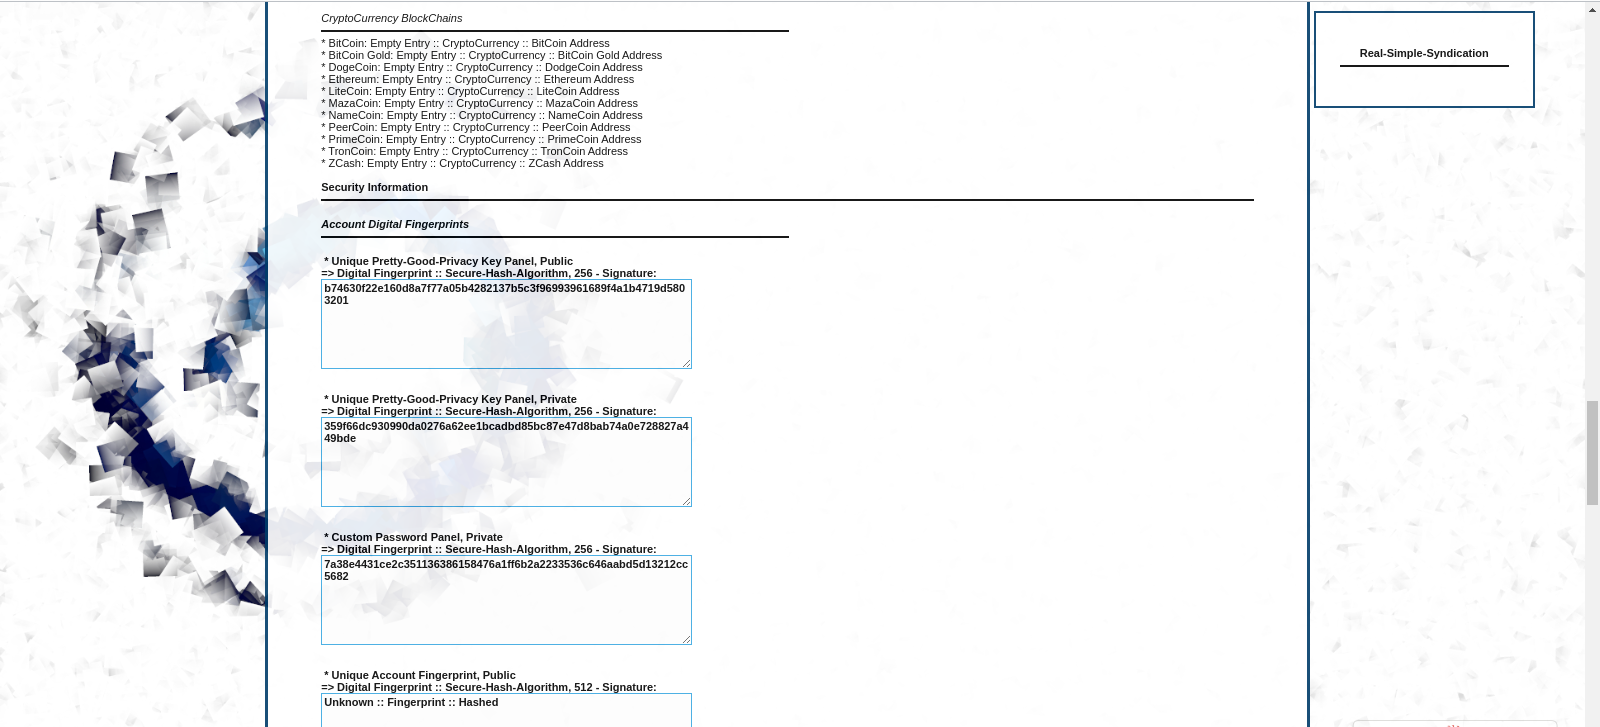 CryptoCurrency BlockChains
* BitCoin: Empty Entry :: CryptoCurrency :: BitCoin Address
* BitCoin Gold: Empty Entry :: CryptoCurrency :: BitCoin Gold Address
* DogeCoin: Empty Entry :: CryptoCurrency :: DodgeCoin Address
* Ethereum: Empty Entry :: CryptoCurrency :: Ethereum Address
* LiteCoin: Empty Entry :: CryptoCurrency :: LiteCoin Address
* MazaCoin: Empty Entry :: CryptoCurrency :: MazaCoin Address
* NameCoin: Empty Entry :: CryptoCurrency :: NameCoin Address
* PeerCoin: Empty Entry :: CryptoCurrency :: PeerCoin Address
* PrimeCoin: Empty Entry :: CryptoCurrency :: PrimeCoin Address
* TronCoin: Empty Entry :: CryptoCurrency :: TronCoin Address
* ZCash: Empty Entry :: CryptoCurrency :: ZCash Address
Security Information
Account Digital Fingerprints
* Unique Pretty-Good-Privacy Key Panel, Public
=> Digital Fingerprint :: Secure-Hash-Algorithm, 256 - Signature:
b74630f22e160d8a7f77a05b4282137b5c3f96993961689f4a1b4719d580
3201
* Unique Pretty-Good-Privacy Key Panel, Private
=> Digital Fingerprint :: Secure-Hash-Algorithm, 256 - Signature:
359f66dc930990da0276a62ee1bcadbd85bc87e47d8bab74a0e728827a4
49bde
* Custom Password Panel, Private
=> Digital Fingerprint :: Secure-Hash-Algorithm, 256 - Signature:
7a38e4431ce2c351136386158476a1ff6b2a2233536c646aabd5d13212cc
5682
* Unique Account Fingerprint, Public
=> Digital Fingerprint :: Secure-Hash-Algorithm, 512 - Signature:
Unknown :: Fingerprint :: Hashed
Real-Simple-Syndication